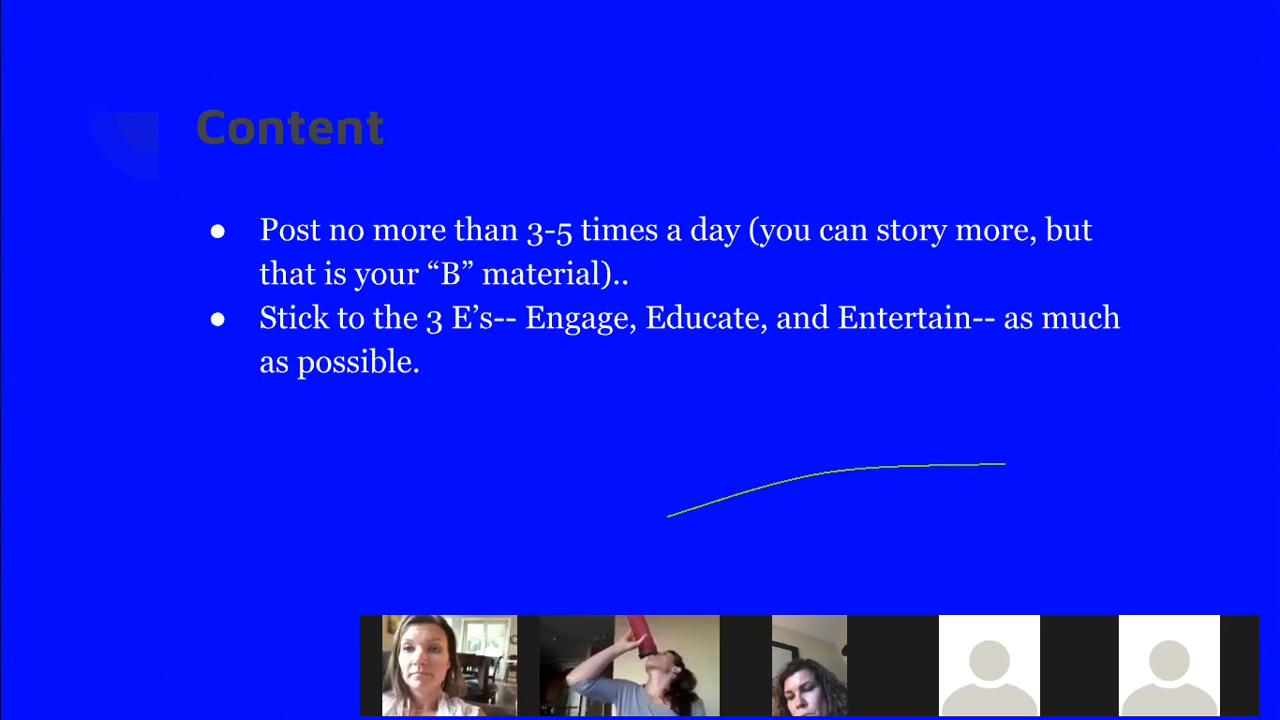 Content
● Post no more than 3-5 times a day (you can story more, but
that is your “B” material)..
● Stick to the 3 E’s-- Engage, Educate, and Entertain-- as much
as possible.